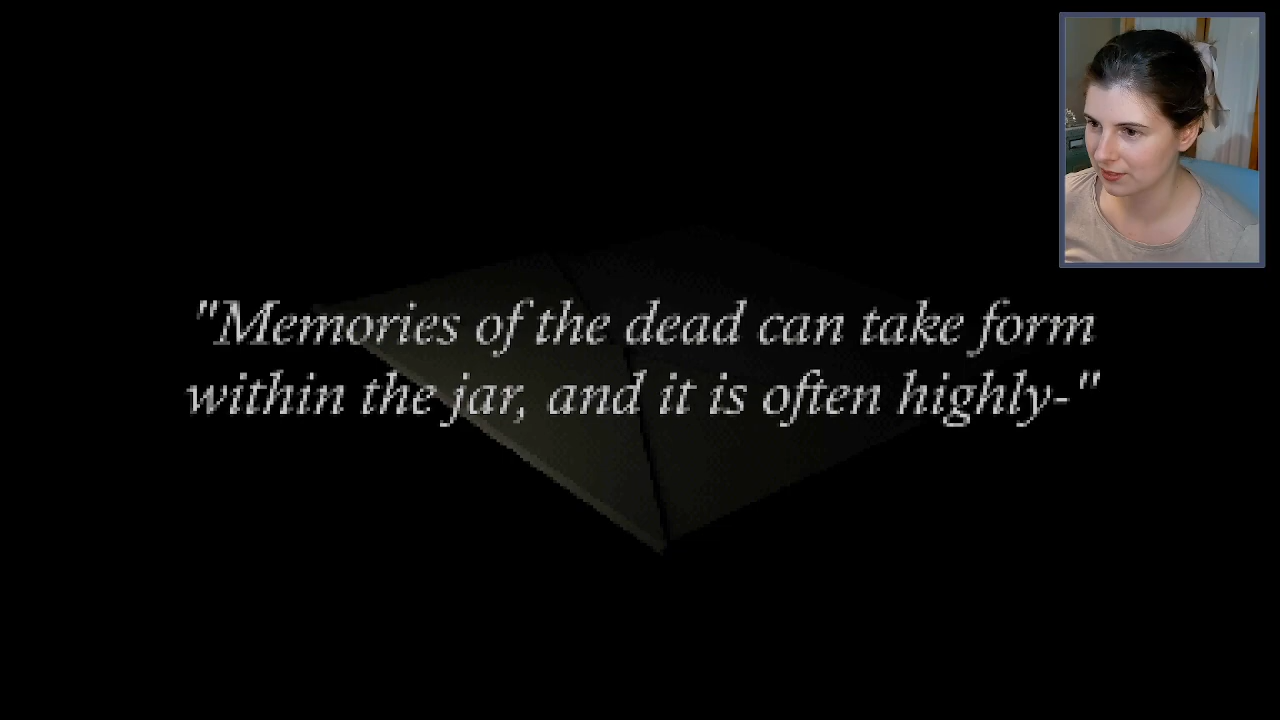 "Memories of the dead can take form
within the jar, and it is often highly-"